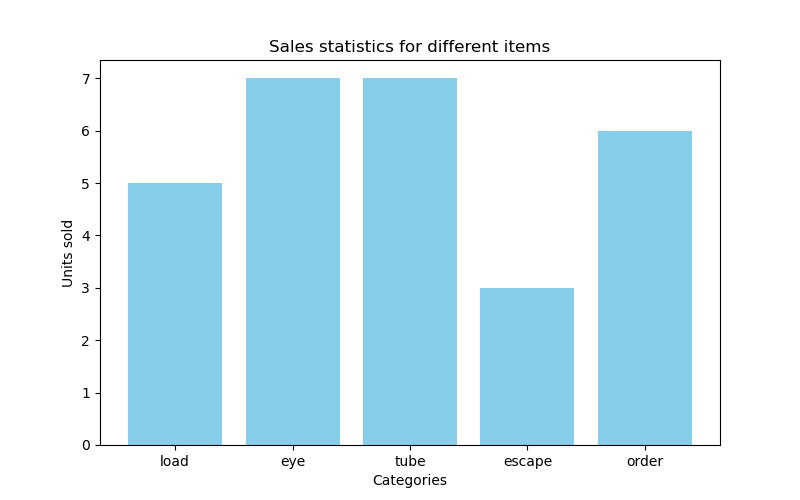 Sales statistics for different items
7
6
5
4
3
2
1
0
Units sold
load eye tube escape order
Categories